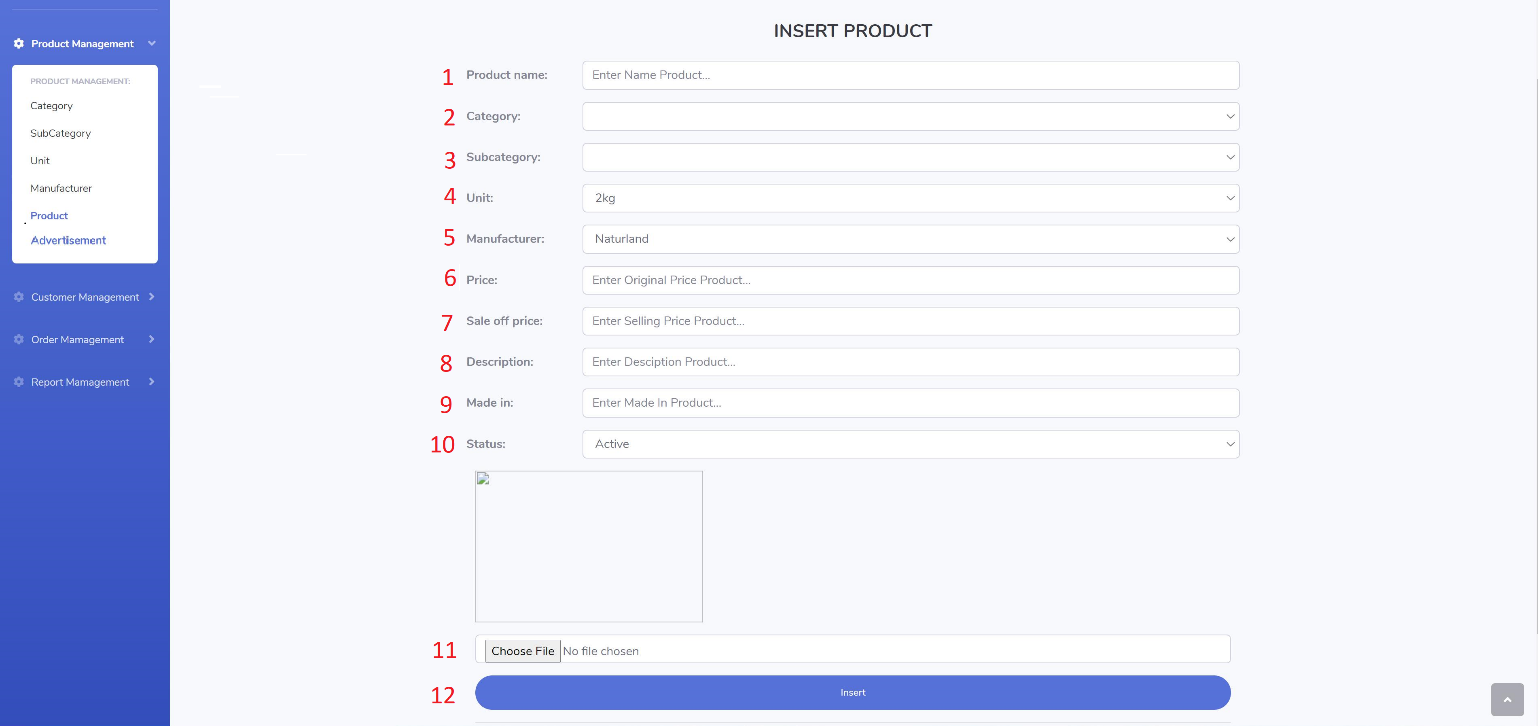 Product Management
PRODUCT MANAGEMENT:
Category
SubCategory
Unit
Manufacturer
Product
Advertisement
Customer Management
Order Mamagement
Report Mamagement
INSERT PRODUCT
1 Product name: Enter Name Product...
2 Category:
3 Subcategory:
4 Unit: 2kg
5 Manufacturer: Naturland
6 Price: Enter Original Price Product...
7 Sale off price: Enter Selling Price Product...
8 Description: Enter Desciption Product...
9 Made in: Enter Made In Product...
10 Status: Active
11 Choose File No file chosen
12 Insert